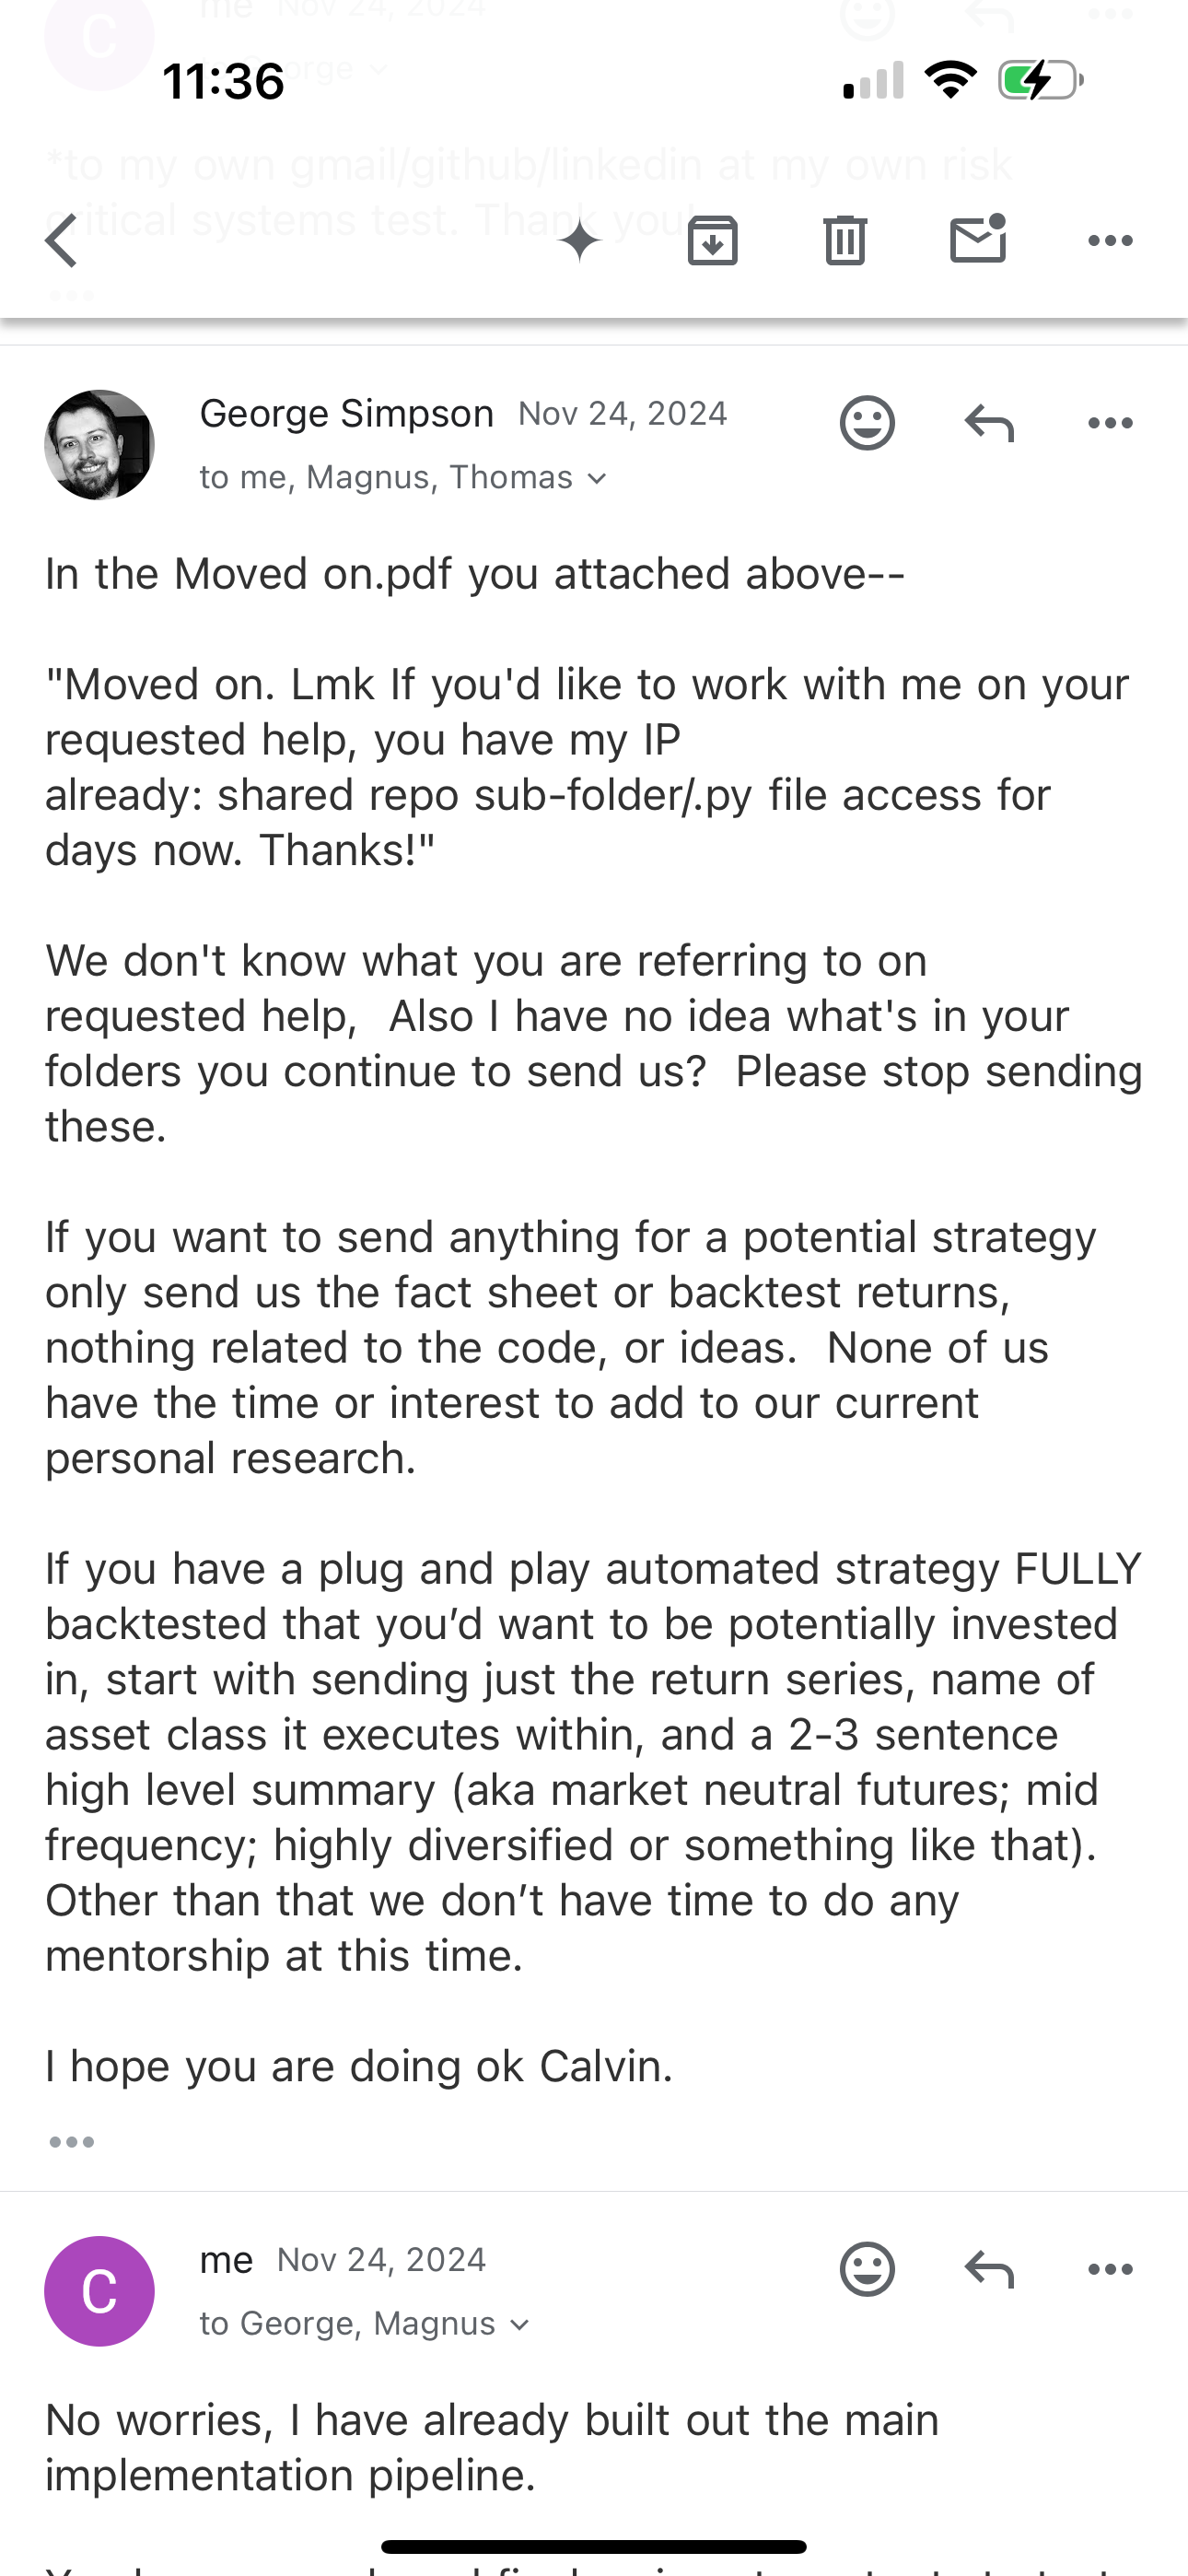 me Nov 24, 2024
11:36
*to my own gmail/github/linkedin at my own risk
critical systems test. Thank you!
George Simpson Nov 24, 2024
to me, Magnus, Thomas
In the Moved on.pdf you attached above--
"Moved on. Lmk If you'd like to work with me on your
requested help, you have my IP
already: shared repo sub-folder/.py file access for
days now. Thanks!"
We don't know what you are referring to on
requested help,  Also I have no idea what's in your
folders you continue to send us?  Please stop sending
these.
If you want to send anything for a potential strategy
only send us the fact sheet or backtest returns,
nothing related to the code, or ideas.  None of us
have the time or interest to add to our current
personal research.
If you have a plug and play automated strategy FULLY
backtested that you’d want to be potentially invested
in, start with sending just the return series, name of
asset class it executes within, and a 2-3 sentence
high level summary (aka market neutral futures; mid
frequency; highly diversified or something like that).
Other than that we don’t have time to do any
mentorship at this time.
I hope you are doing ok Calvin.
C
me Nov 24, 2024
to George, Magnus
No worries, I have already built out the main
implementation pipeline.